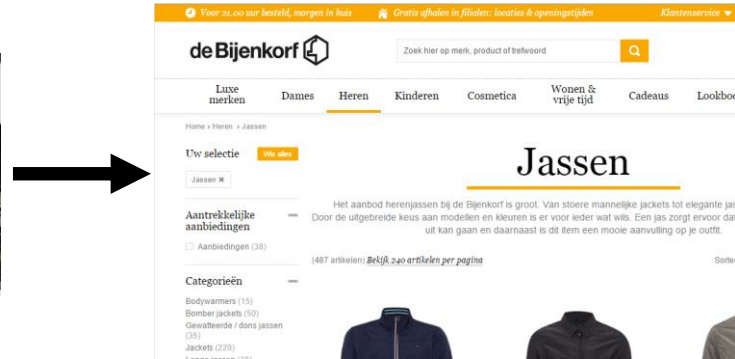 Voor 21.00 uur besteld, morgen in huis
Gratis afhalen in filialen: locaties & openingstijden
Klantenservice
de Bijenkorf
Zoek hier op merk, product of trefwoord
Luxe merken
Dames
Heren
Kinderen
Cosmetica
Wonen & vrije tijd
Cadeaus
Lookboo
Home › Heren › Jassen
Uw selectie
Wis alles
Jassen ×
Jassen
Het aanbod herenjassen bij de Bijenkorf is groot. Van stoere mannelijke jackets tot elegante jas
Door de uitgebreide keus aan modellen en kleuren is er voor ieder wat wils. Een jas zorgt ervoor dat
uit kan gaan en daarnaast is dit item een mooie aanvulling op je outfit.
Aantrekkelijke
aanbiedingen
Aanbiedingen (38)
(487 artikelen) Bekijk 240 artikelen per pagina
Sorte
Categorieën
Bodywarmers (15)
Bomber jackets (50)
Gewatteerde / dons jassen
(35)
Jackets (220)